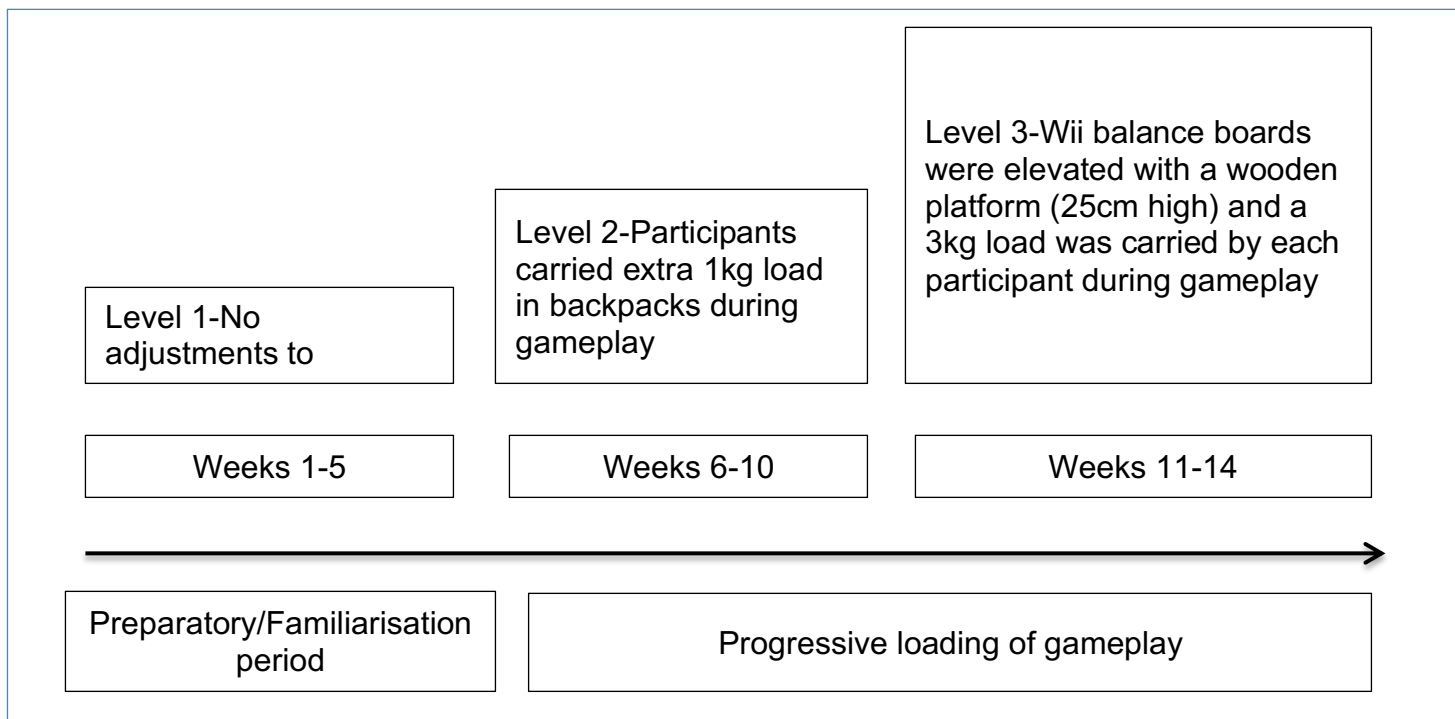 Level 1-No
adjustments to
Level 2-Participants
carried extra 1kg load
in backpacks during
gameplay
Level 3-Wii balance boards
were elevated with a wooden
platform (25cm high) and a
3kg load was carried by each
participant during gameplay
Weeks 1-5
Weeks 6-10
Weeks 11-14
Preparatory/Familiarisation
period
Progressive loading of gameplay